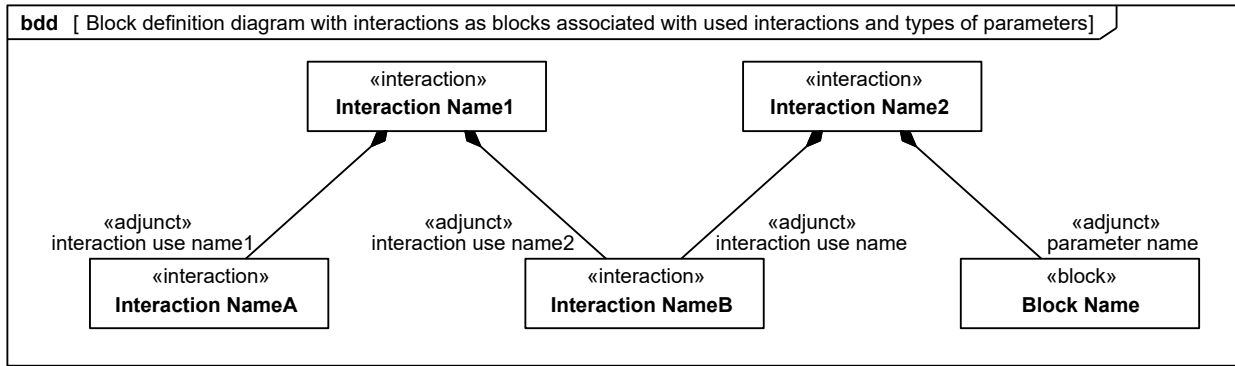 bdd [ Block definition diagram with interactions as blocks associated with used interactions and types of parameters]
«interaction»
Interaction Name1
«interaction»
Interaction Name2
«adjunct»
interaction use name1
«adjunct»
interaction use name2
«adjunct»
interaction use name
«adjunct»
parameter name
«interaction»
Interaction NameA
«interaction»
Interaction NameB
«block»
Block Name